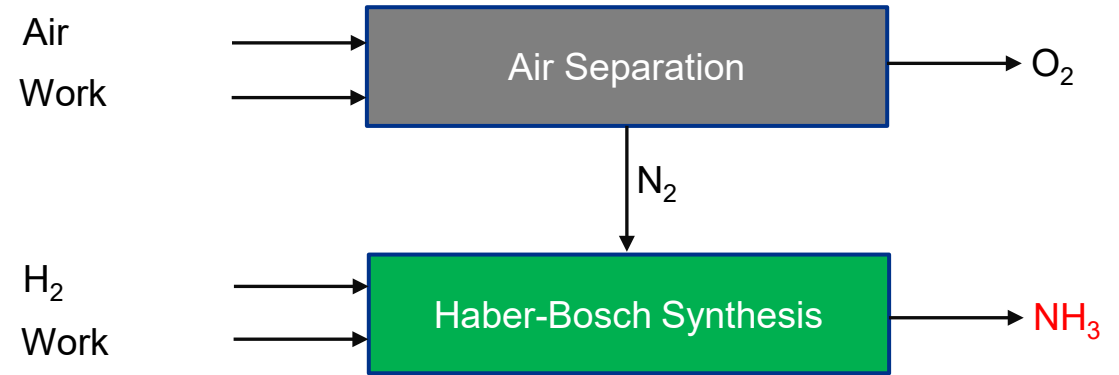 Air
Work
Air Separation
O₂
N₂
H₂
Work
Haber-Bosch Synthesis
NH₃